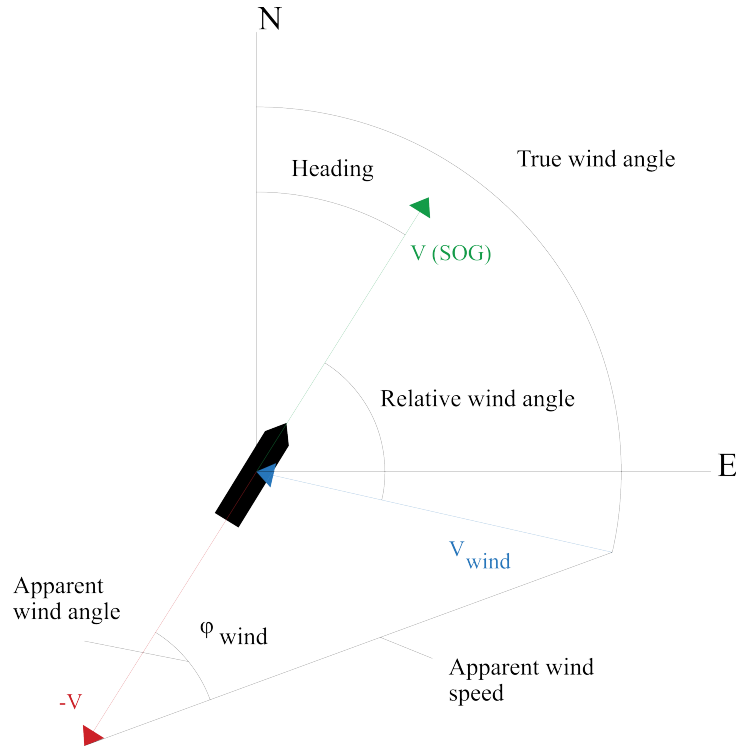 N
Heading
True wind angle
V (SOG)
Relative wind angle
E
V wind
Apparent
wind angle
φ wind
Apparent wind
speed
-V